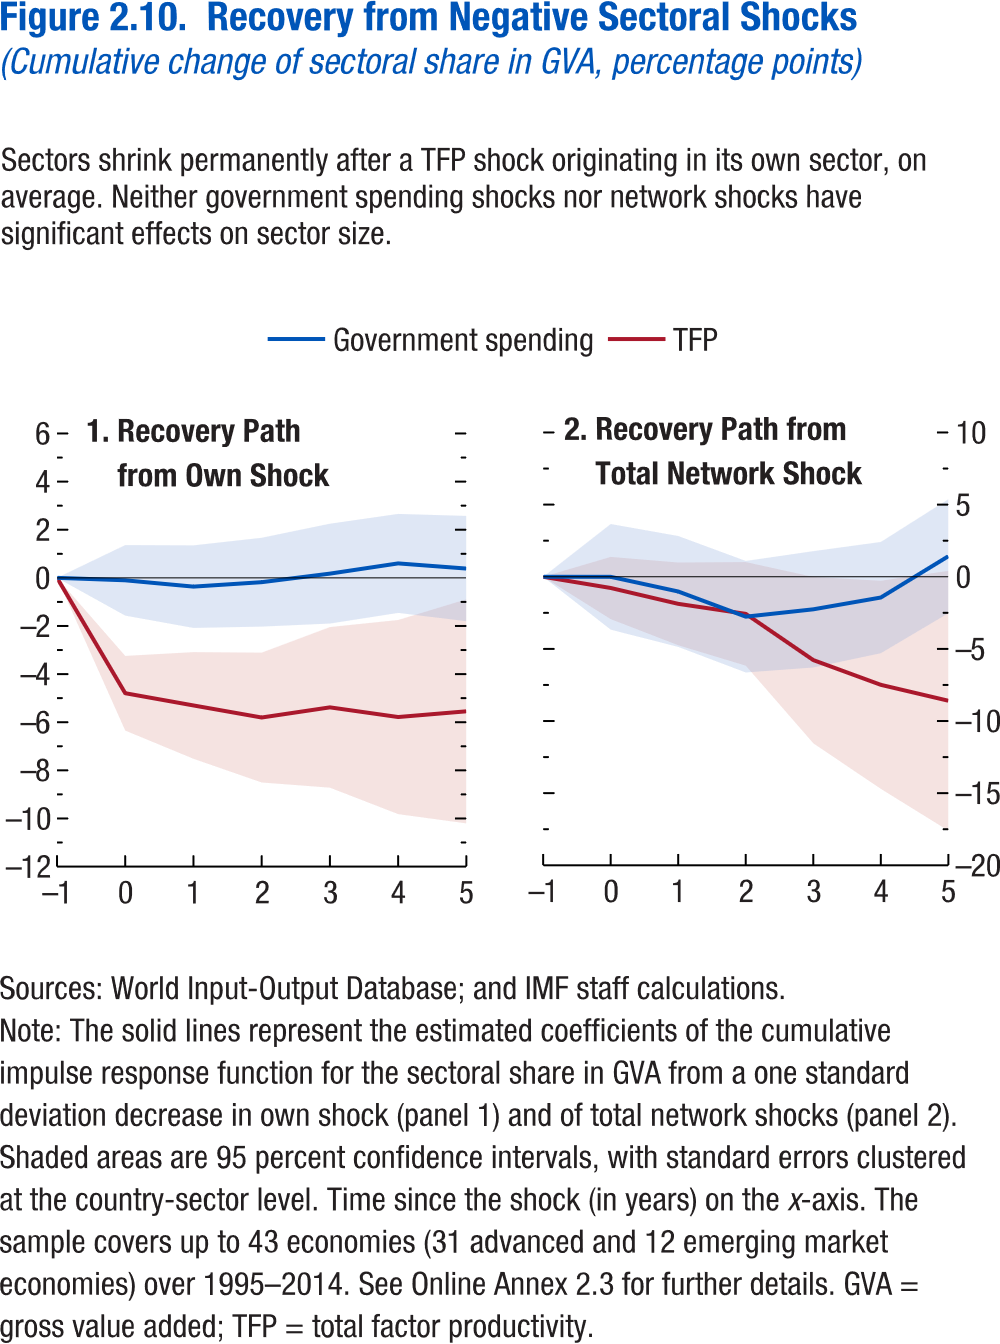 Figure 2.10.  Recovery from Negative Sectoral Shocks
(Cumulative change of sectoral share in GVA, percentage points)
Sectors shrink permanently after a TFP shock originating in its own sector, on
average. Neither government spending shocks nor network shocks have
significant effects on sector size.
Government spending
TFP
1. Recovery Path
from Own Shock
6
4
2
0
–2
–4
–6
–8
–10
–12
–1 0 1 2 3 4 5
2. Recovery Path from
Total Network Shock
10
5
0
–5
–10
–15
–20
–1 0 1 2 3 4 5
Sources: World Input-Output Database; and IMF staff calculations.
Note: The solid lines represent the estimated coefficients of the cumulative
impulse response function for the sectoral share in GVA from a one standard
deviation decrease in own shock (panel 1) and of total network shocks (panel 2).
Shaded areas are 95 percent confidence intervals, with standard errors clustered
at the country-sector level. Time since the shock (in years) on the x-axis. The
sample covers up to 43 economies (31 advanced and 12 emerging market
economies) over 1995–2014. See Online Annex 2.3 for further details. GVA =
gross value added; TFP = total factor productivity.